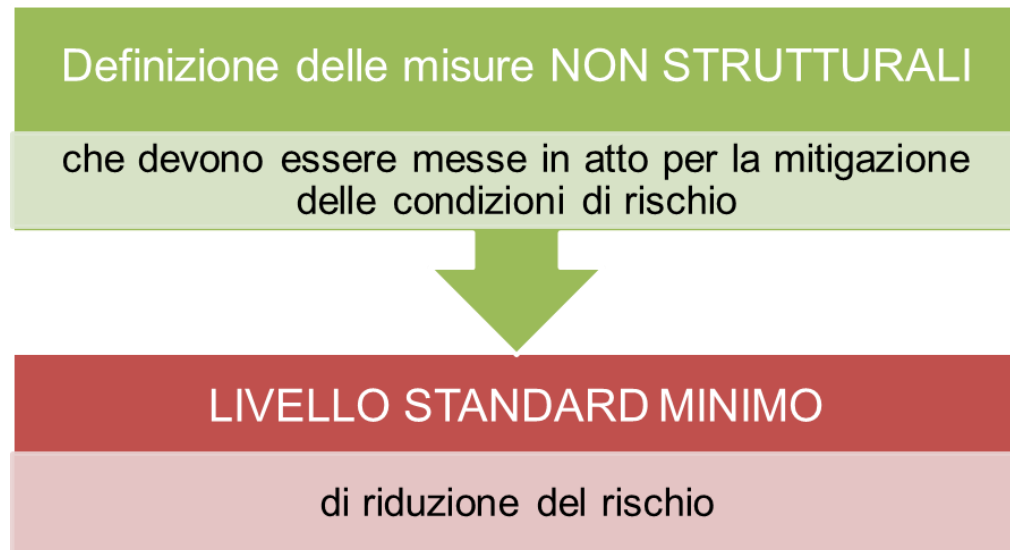 Definizione delle misure NON STRUTTURALI
che devono essere messe in atto per la mitigazione
delle condizioni di rischio
LIVELLO STANDARD MINIMO
di riduzione del rischio